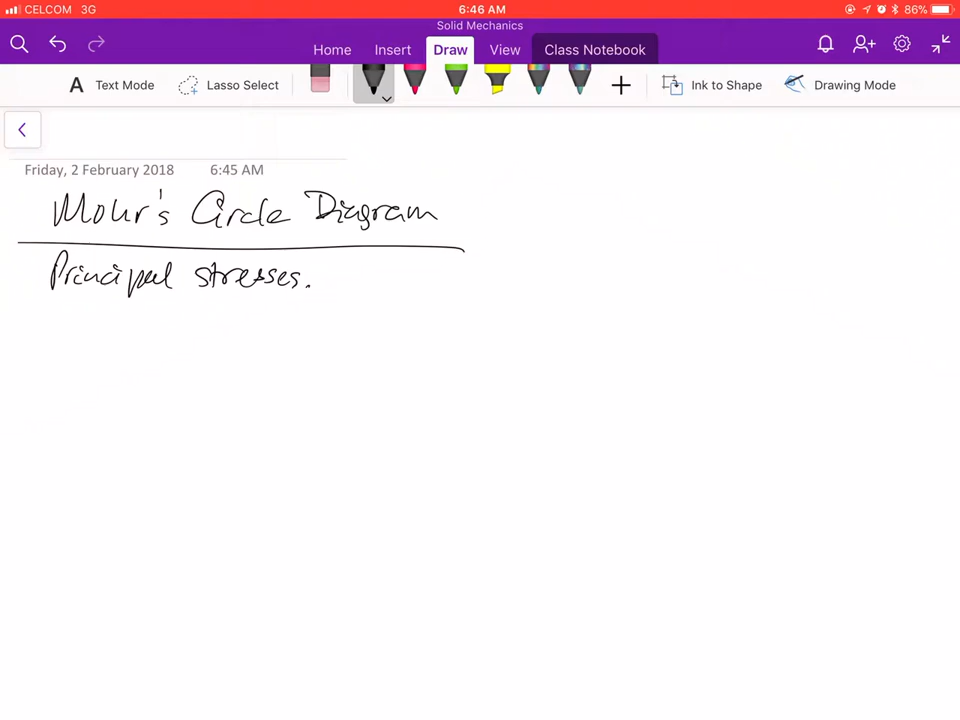 CELCOM 3G 6:46 AM 86%
Solid Mechanics
Home Insert Draw View Class Notebook
A Text Mode Lasso Select Ink to Shape Drawing Mode
Friday, 2 February 2018 6:45 AM
Mohr's Circle Diagram
Principal stresses.